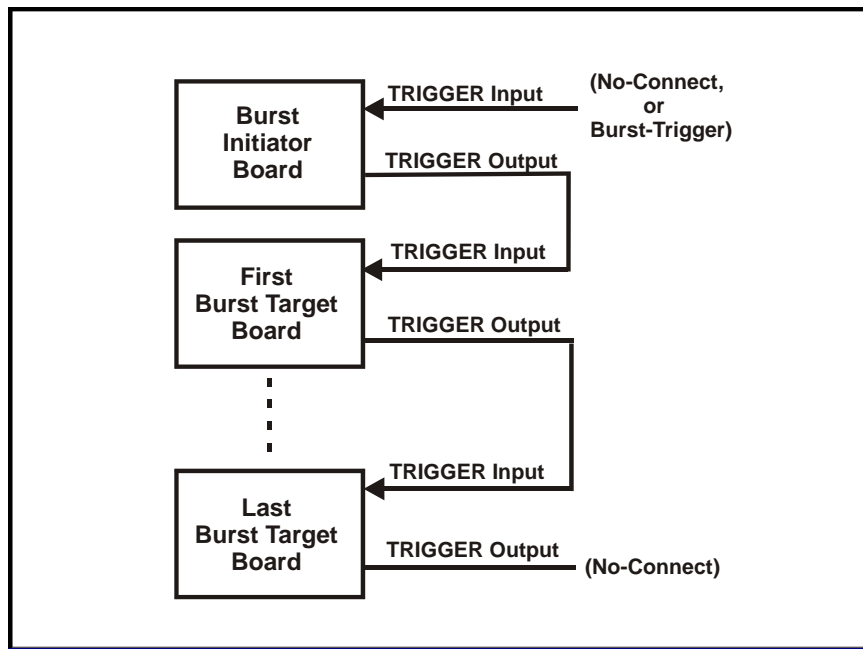 Burst
Initiator
Board
TRIGGER Input
(No-Connect,
or
Burst-Trigger)
TRIGGER Output
TRIGGER Input
First
Burst Target
Board
TRIGGER Output
TRIGGER Input
Last
Burst Target
Board
TRIGGER Output
(No-Connect)